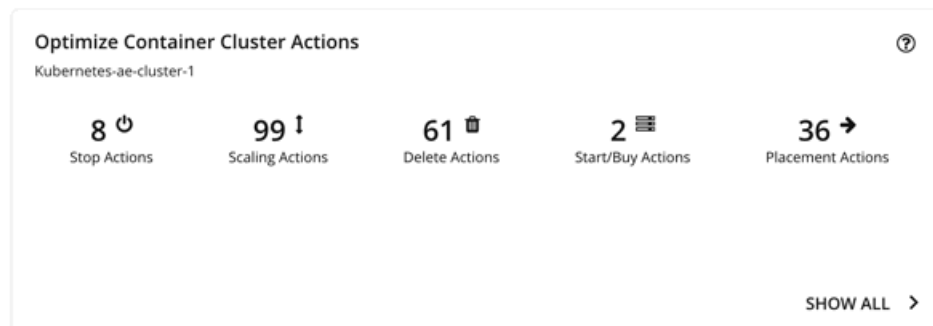 Optimize Container Cluster Actions
Kubernetes-ae-cluster-1
8 99 61 2 36
Stop Actions Scaling Actions Delete Actions Start/Buy Actions Placement Actions
SHOW ALL